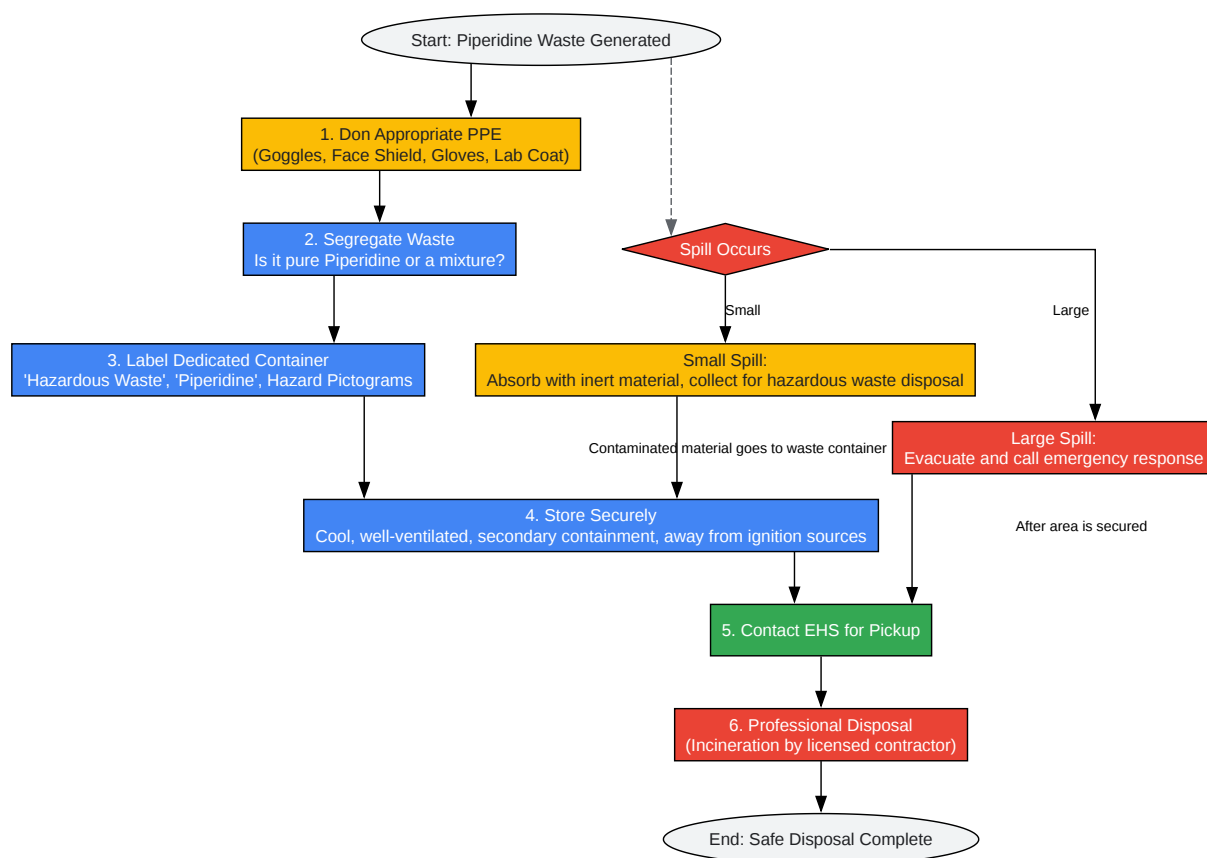 Start: Piperidine Waste Generated
1. Don Appropriate PPE
(Goggles, Face Shield, Gloves, Lab Coat)
2. Segregate Waste
Is it pure Piperidine or a mixture?
Spill Occurs
Small
Large
3. Label Dedicated Container
'Hazardous Waste', 'Piperidine', Hazard Pictograms
Small Spill:
Absorb with inert material, collect for hazardous waste disposal
Contaminated material goes to waste container
Large Spill:
Evacuate and call emergency response
4. Store Securely
Cool, well-ventilated, secondary containment, away from ignition sources
After area is secured
5. Contact EHS for Pickup
6. Professional Disposal
(Incineration by licensed contractor)
End: Safe Disposal Complete